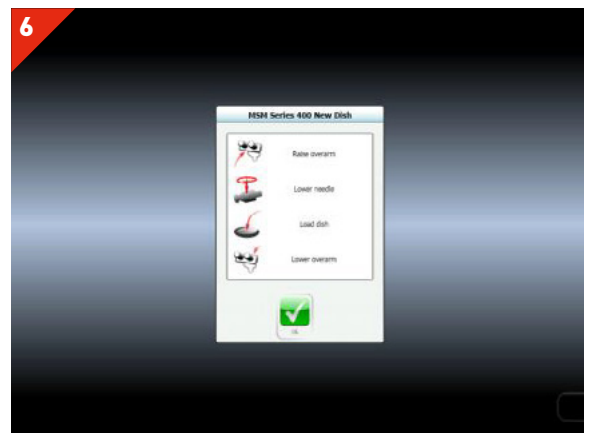 6
MSM Series 400 New Dish
Raise overarm
Lower needle
Load dish
Lower overarm